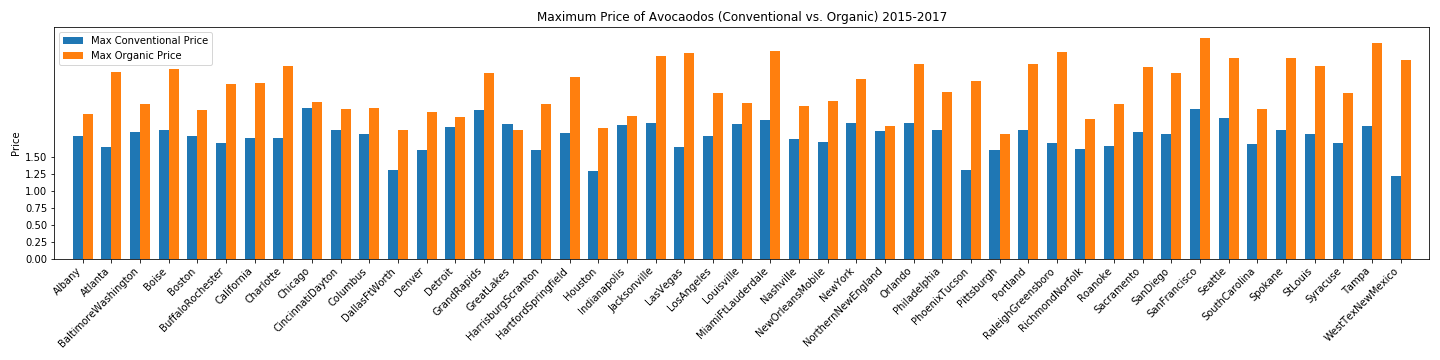 Maximum Price of Avocaodos (Conventional vs. Organic) 2015-2017
Max Conventional Price
Max Organic Price
Price
1.50
1.25
1.00
0.75
0.50
0.25
0.00
Albany
Atlanta
BaltimoreWashington
Boise
Boston
BuffaloRochester
California
Charlotte
Chicago
CincinnatiDayton
Columbus
DallasFtWorth
Denver
Detroit
GrandRapids
GreatLakes
HarrisburgScranton
HartfordSpringfield
Houston
Indianapolis
Jacksonville
LasVegas
LosAngeles
Louisville
MiamiFtLauderdale
Nashville
NewOrleansMobile
NewYork
NorthernNewEngland
Orlando
Philadelphia
PhoenixTucson
Pittsburgh
Portland
RaleighGreensboro
RichmondNorfolk
Roanoke
Sacramento
SanDiego
SanFrancisco
Seattle
SouthCarolina
Spokane
StLouis
Syracuse
Tampa
WestTexNewMexico